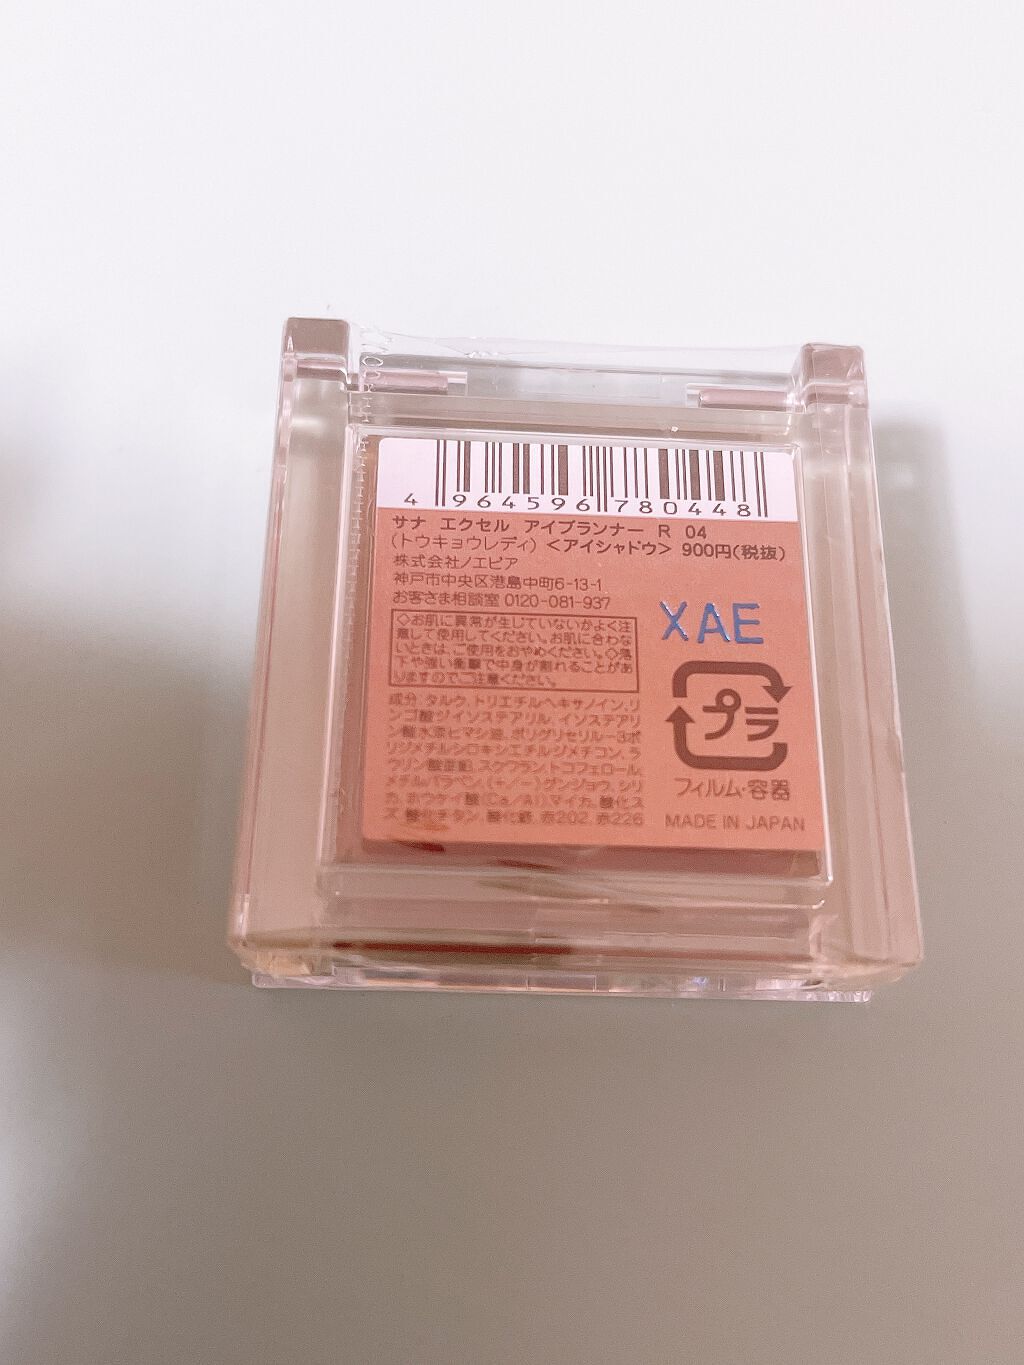 4 964596 780448
サナ エクセル アイプランナー R 04
(トウキョウレディ) <アイシャドウ> 900円(税抜)
株式会社ノエビア
神戸市中央区港島中町6-13-1
お客さま相談室 0120-081-937
XAE
◇お肌に異常が生じていないかよく注
意して使用してください。お肌に合わな
いときは、ご使用をおやめください。◇落
下や強い衝撃で中身が割れることがあ
りますのでご注意ください。
成分 タルク、トリエチルヘキサノイン、リ
ンゴ酸ジイソステアリル、イソステアリ
ン酸水添ヒマシ油、ポリグリセリル-3ポ
リジメチルシロキシエチルジメチコン、ラ
ウリン酸亜鉛、スクワラン、トコフェロール、
メチルパラベン、(+/-)グンジョウ、シリ
カ、ホウケイ酸(Ca/Al)、マイカ、酸化ス
ズ、酸化チタン、酸化鉄、赤202、赤226
プラ
フィルム・容器
MADE IN JAPAN